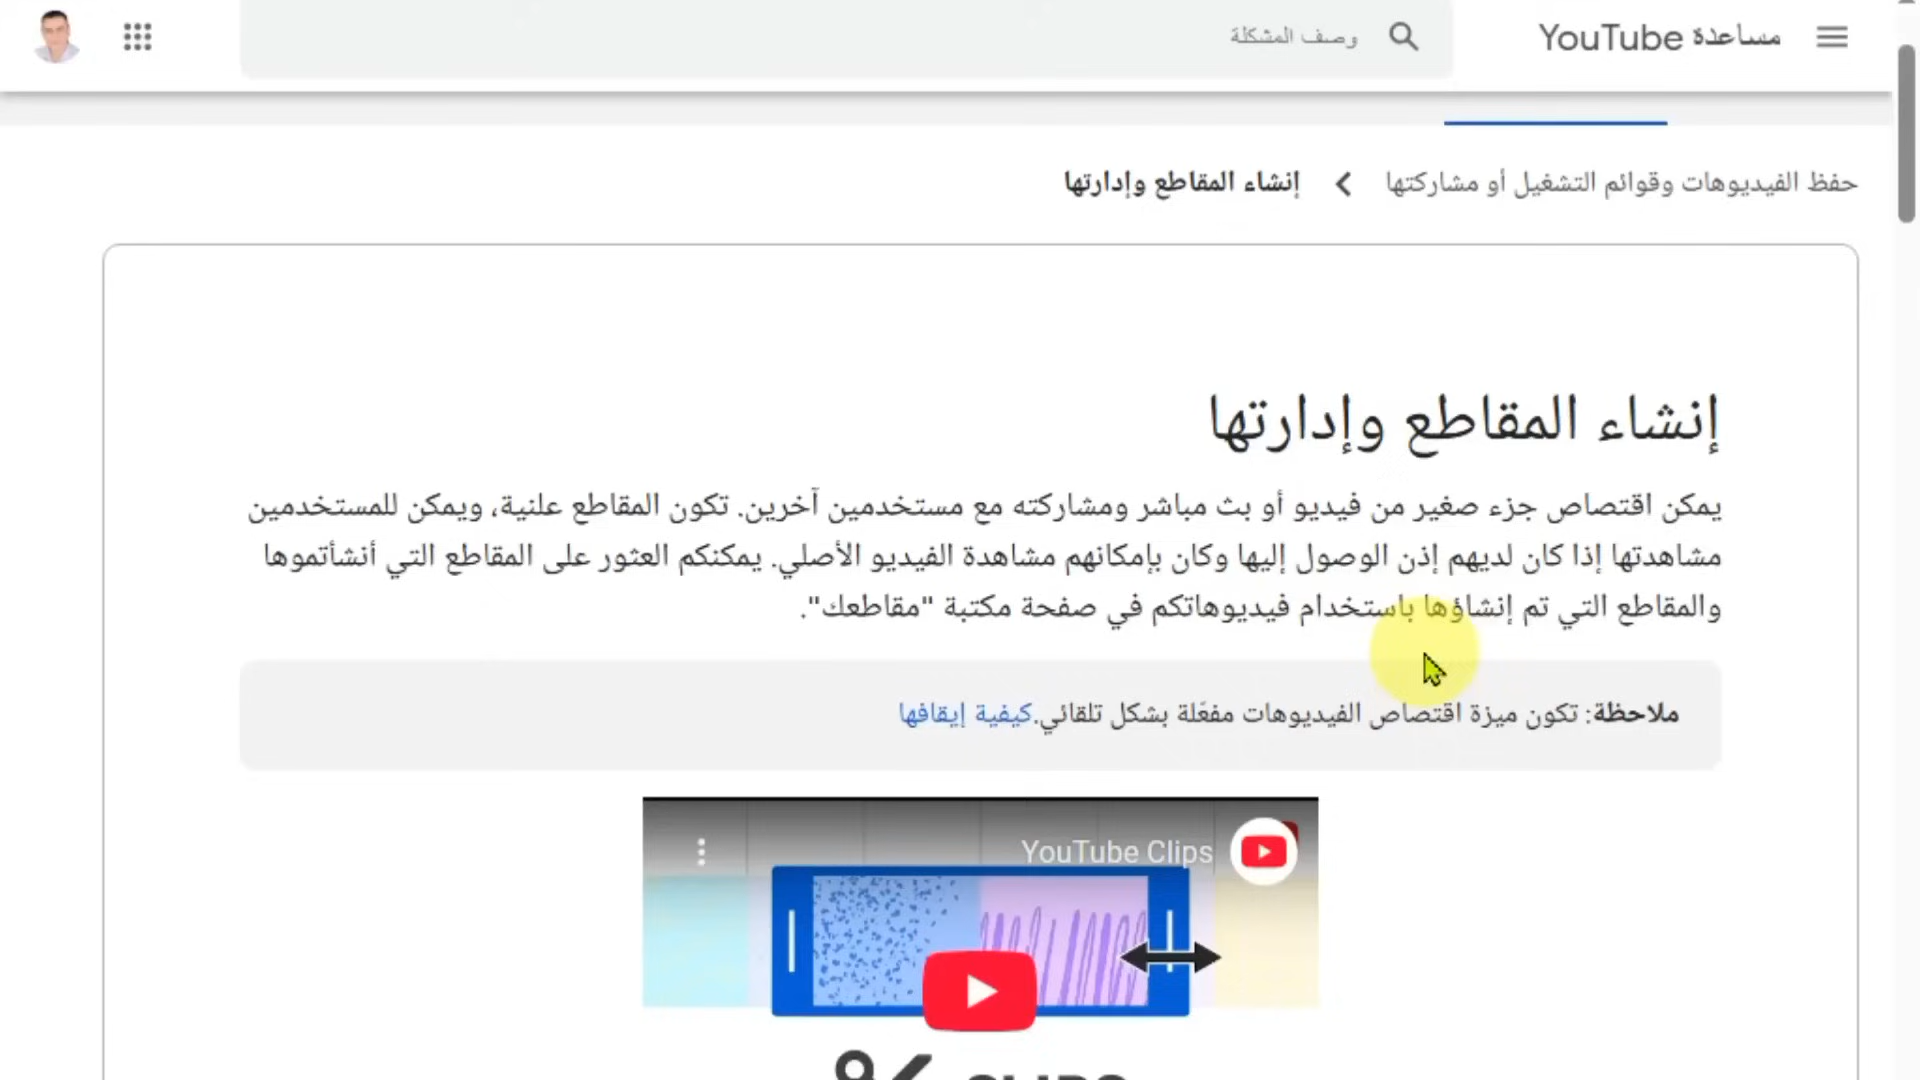 مساعدة YouTube
وصف المشكلة
حفظ الفيديوهات وقوائم التشغيل أو مشاركتها
إنشاء المقاطع وإدارتها
إنشاء المقاطع وإدارتها
يمكن اقتصاص جزء صغير من فيديو أو بث مباشر ومشاركته مع مستخدمين آخرين. تكون المقاطع علنية، ويمكن للمستخدمين
مشاهدتها إذا كان لديهم إذن الوصول إليها وكان بإمكانهم مشاهدة الفيديو الأصلي. يمكنكم العثور على المقاطع التي أنشأتموها
والمقاطع التي تم إنشاؤها باستخدام فيديوهاتكم في صفحة مكتبة "مقاطعك".
ملاحظة: تكون ميزة اقتصاص الفيديوهات مفعّلة بشكل تلقائي.كيفية إيقافها
YouTube Clips